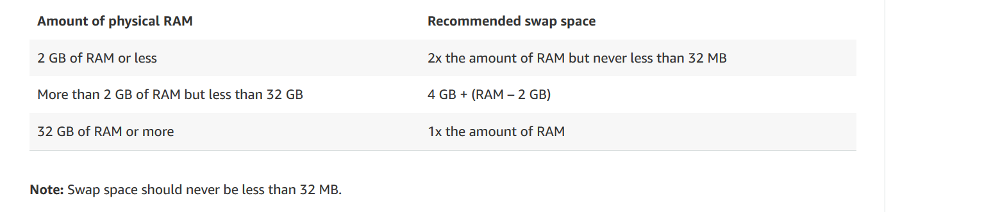 Amount of physical RAM Recommended swap space
2 GB of RAM or less 2x the amount of RAM but never less than 32 MB
More than 2 GB of RAM but less than 32 GB 4 GB + (RAM – 2 GB)
32 GB of RAM or more 1x the amount of RAM
Note: Swap space should never be less than 32 MB.